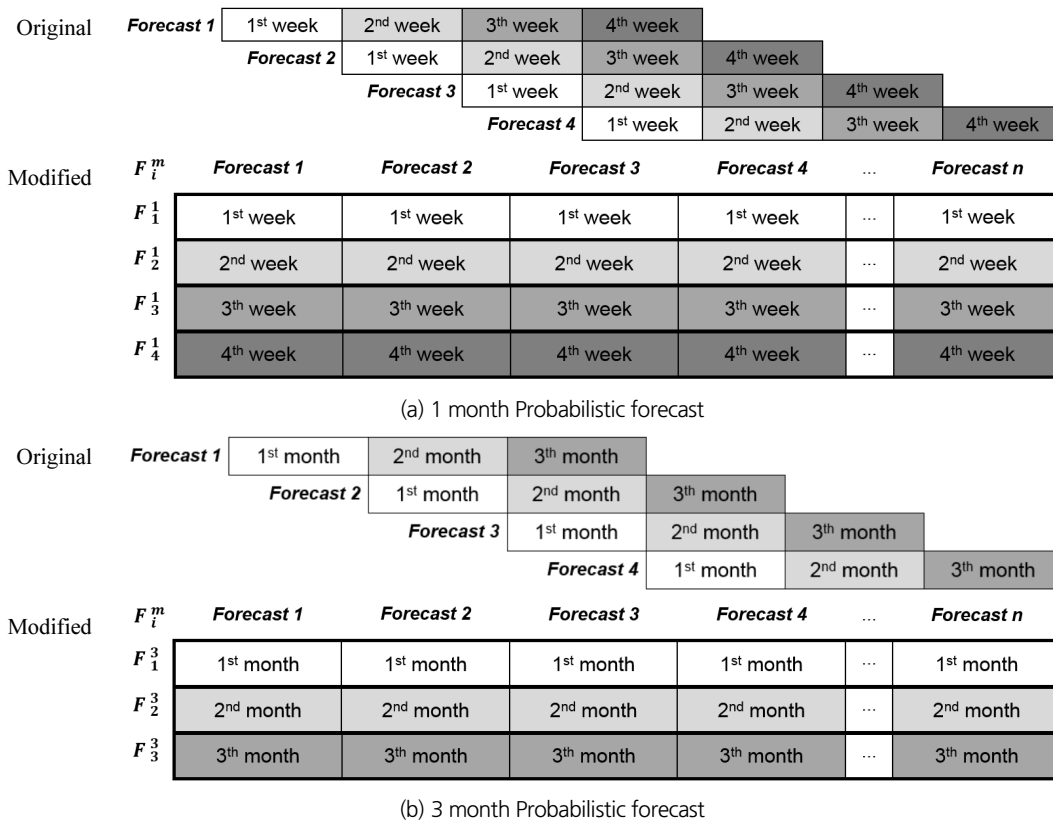 Original Forecast 1 1st week 2nd week 3th week 4th week
Forecast 2 1st week 2nd week 3th week 4th week
Forecast 3 1st week 2nd week 3th week 4th week
Forecast 4 1st week 2nd week 3th week 4th week
Modified F_i^m Forecast 1 Forecast 2 Forecast 3 Forecast 4 ... Forecast n
F_1^1 1st week 1st week 1st week 1st week ... 1st week
F_2^1 2nd week 2nd week 2nd week 2nd week ... 2nd week
F_3^1 3th week 3th week 3th week 3th week ... 3th week
F_4^1 4th week 4th week 4th week 4th week ... 4th week
(a) 1 month Probabilistic forecast
Original Forecast 1 1st month 2nd month 3th month
Forecast 2 1st month 2nd month 3th month
Forecast 3 1st month 2nd month 3th month
Forecast 4 1st month 2nd month 3th month
Modified F_i^m Forecast 1 Forecast 2 Forecast 3 Forecast 4 ... Forecast n
F_1^3 1st month 1st month 1st month 1st month ... 1st month
F_2^3 2nd month 2nd month 2nd month 2nd month ... 2nd month
F_3^3 3th month 3th month 3th month 3th month ... 3th month
(b) 3 month Probabilistic forecast